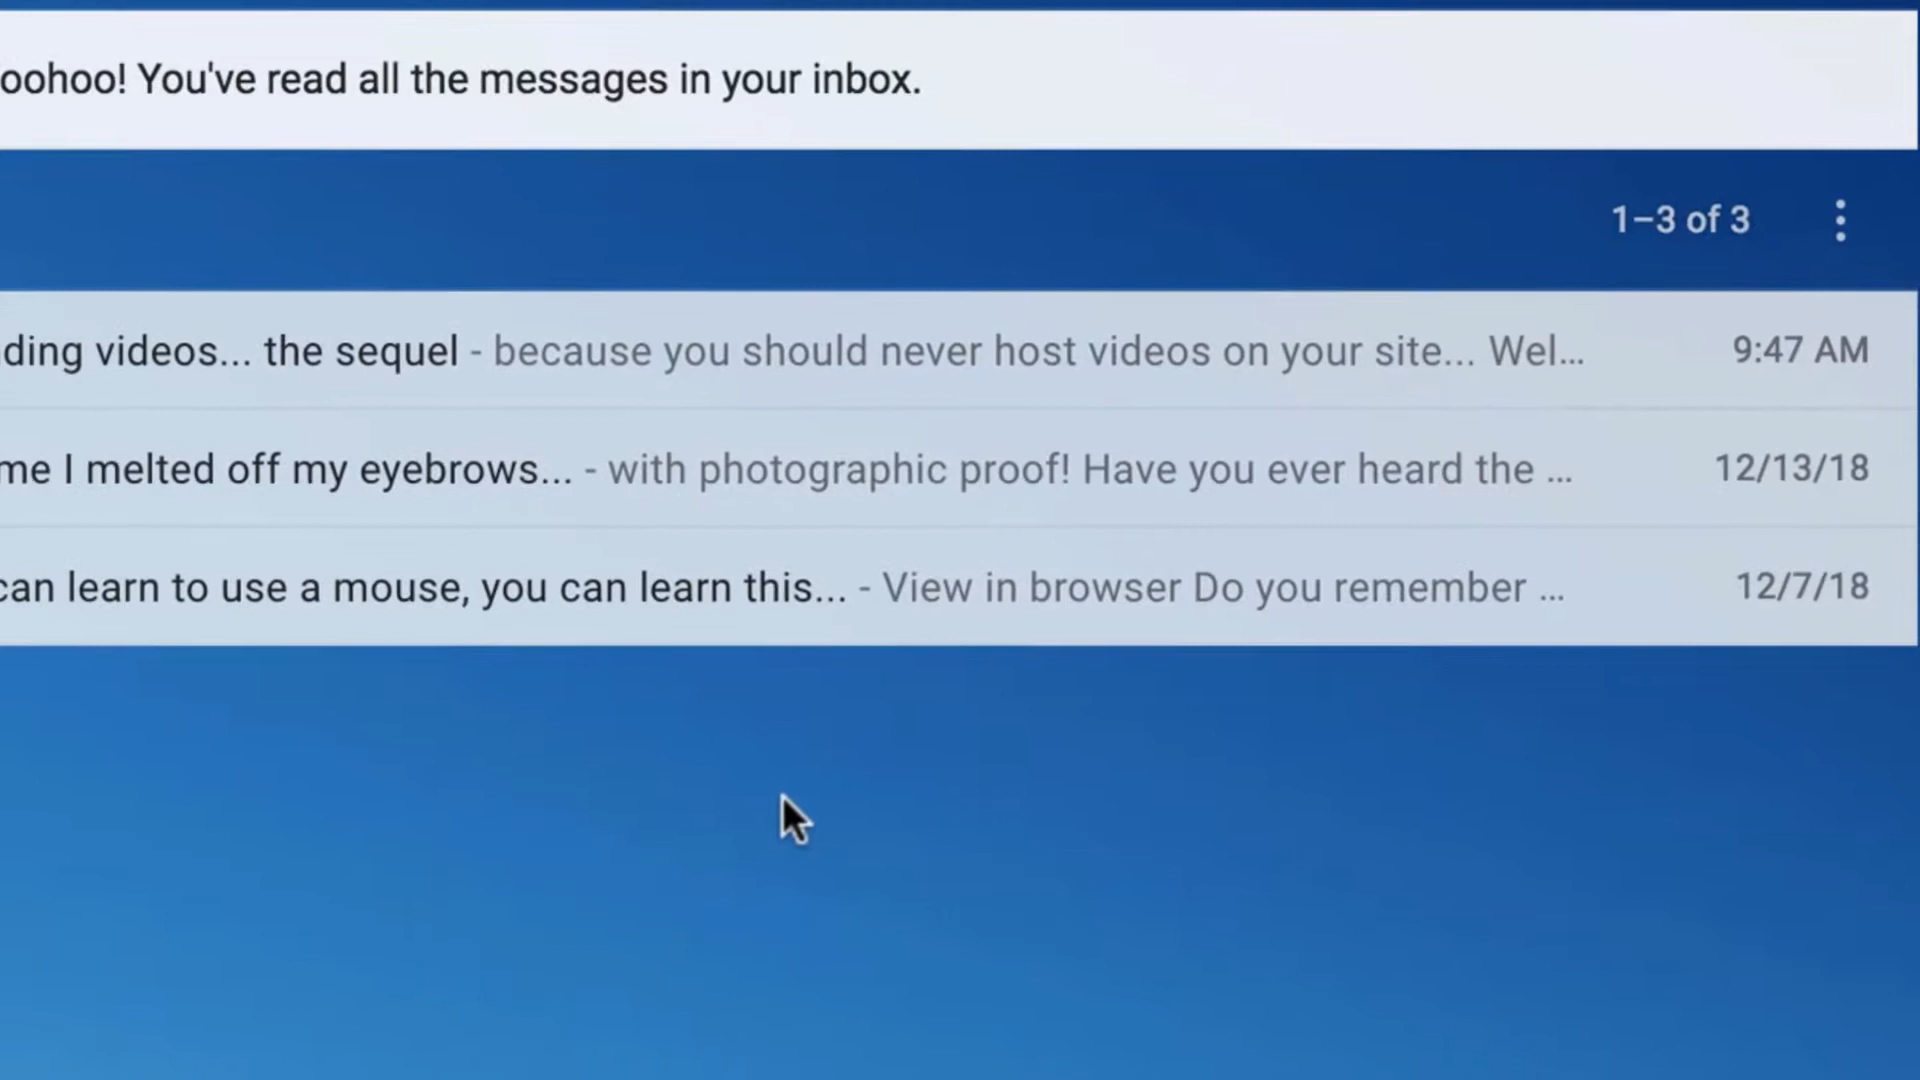 oohoo! You've read all the messages in your inbox.
1–3 of 3
ding videos... the sequel - because you should never host videos on your site... Wel... 9:47 AM
me I melted off my eyebrows... - with photographic proof! Have you ever heard the ... 12/13/18
can learn to use a mouse, you can learn this... - View in browser Do you remember ... 12/7/18